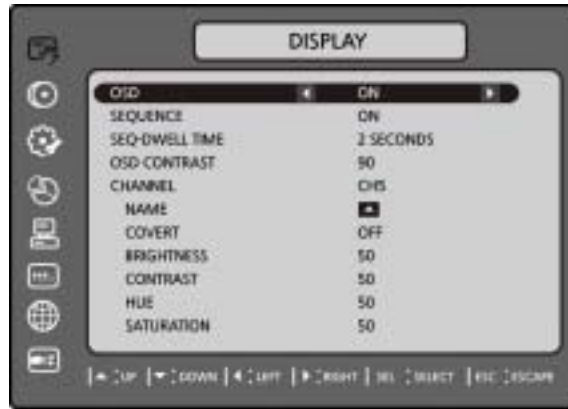 DISPLAY
OSD ON
SEQUENCE ON
SEQ-DWELL TIME 2 SECONDS
OSD CONTRAST 90
CHANNEL CH5
NAME
COVERT OFF
BRIGHTNESS 50
CONTRAST 50
HUE 50
SATURATION 50
UP DOWN LEFT RIGHT SEL SELECT ESC ESCAPE